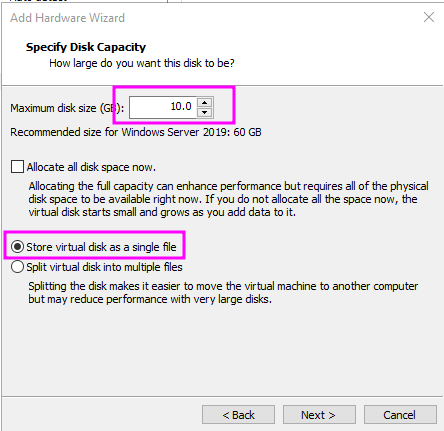 Add Hardware Wizard
Specify Disk Capacity
How large do you want this disk to be?
Maximum disk size (GB): 10.0
Recommended size for Windows Server 2019: 60 GB
Allocate all disk space now.
Allocating the full capacity can enhance performance but requires all of the physical
disk space to be available right now. If you do not allocate all the space now, the
virtual disk starts small and grows as you add data to it.
Store virtual disk as a single file
Split virtual disk into multiple files
Splitting the disk makes it easier to move the virtual machine to another computer
but may reduce performance with very large disks.
< Back Next > Cancel